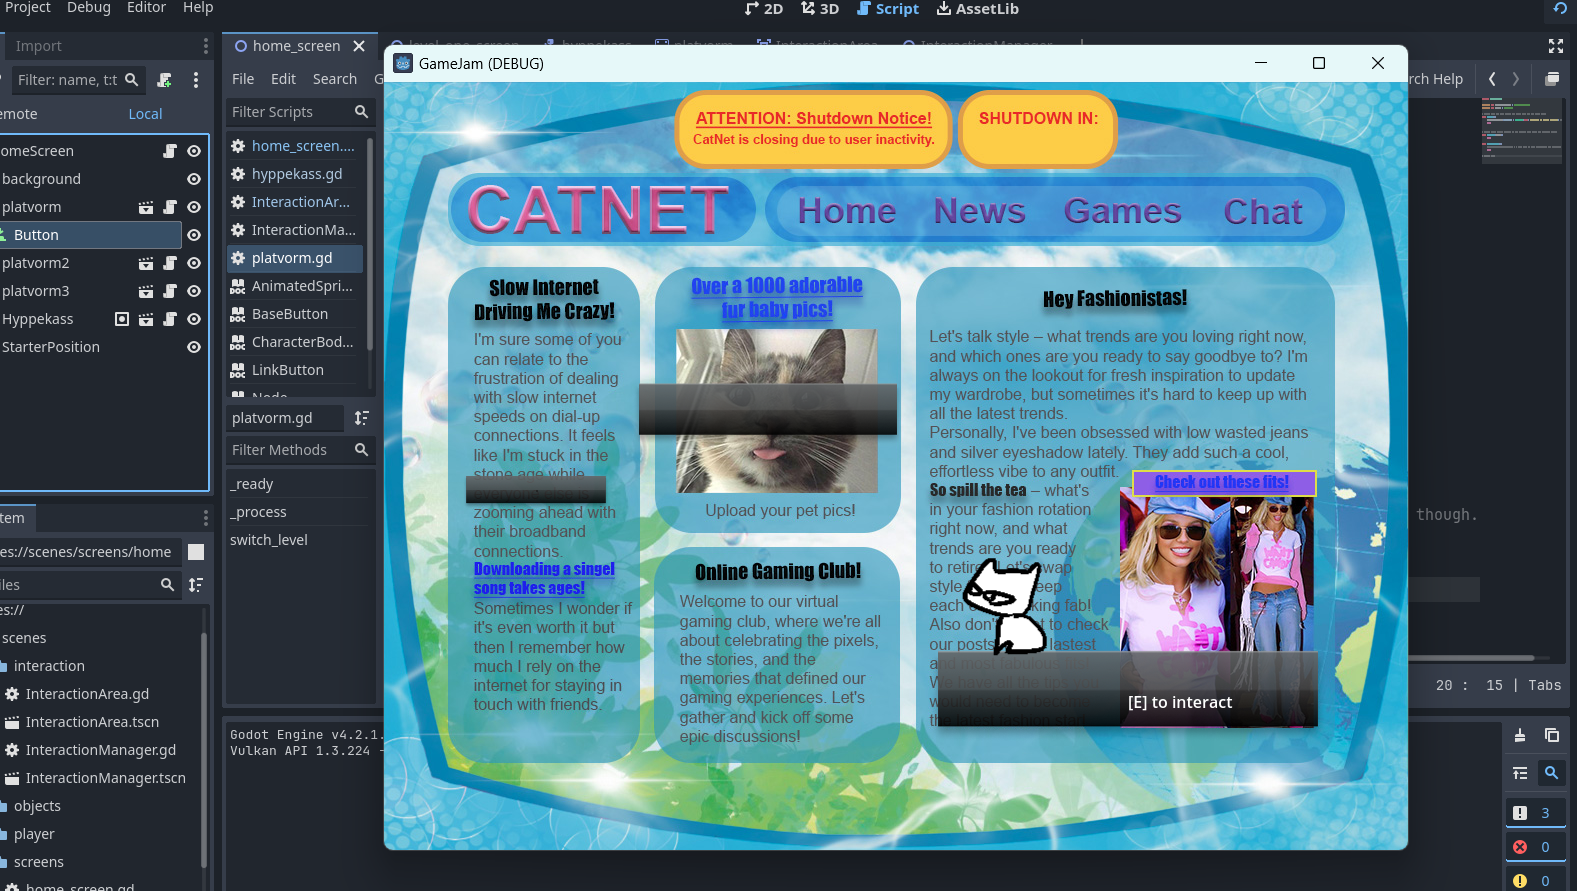 Project Debug Editor Help
2D 3D Script AssetLib
Import
home_screen
File Edit Search
rch Help
Filter: name, t:t
Filter Scripts
emote Local
omeScreen
background
platvorm
Button
platvorm2
platvorm3
Hyppekass
StarterPosition
home_screen....
hyppekass.gd
InteractionAr...
InteractionMa...
platvorm.gd
AnimatedSpri...
BaseButton
CharacterBod...
LinkButton
platvorm.gd
Filter Methods
_ready
_process
switch_level
tem
es://scenes/screens/home
iles
es://
scenes
interaction
InteractionArea.gd
InteractionArea.tscn
InteractionManager.gd
InteractionManager.tscn
objects
player
screens
home_screen.gd
Godot Engine v4.2.1.
Vulkan API 1.3.224 -
though.
20 : 15 | Tabs
3
0
0
GameJam (DEBUG)
ATTENTION: Shutdown Notice!
CatNet is closing due to user inactivity.
SHUTDOWN IN:
CATNET
Home News Games Chat
Slow Internet
Driving Me Crazy!
I'm sure some of you
can relate to the
frustration of dealing
with slow internet
speeds on dial-up
connections. It feels
like I'm stuck in the
stone age while
zooming ahead with
their broadband
connections.
Downloading a singel
song takes ages!
Sometimes I wonder if
it's even worth it but
then I remember how
much I rely on the
internet for staying in
touch with friends.
Over a 1000 adorable
fur baby pics!
Upload your pet pics!
Online Gaming Club!
Welcome to our virtual
gaming club, where we're all
about celebrating the pixels,
the stories, and the
memories that defined our
gaming experiences. Let's
gather and kick off some
epic discussions!
Hey Fashionistas!
Let's talk style – what trends are you loving right now,
and which ones are you ready to say goodbye to? I'm
always on the lookout for fresh inspiration to update
my wardrobe, but sometimes it's hard to keep up with
all the latest trends.
Personally, I've been obsessed with low wasted jeans
and silver eyeshadow lately. They add such a cool,
effortless vibe to any outfit.
So spill the tea – what's
in your fashion rotation
right now, and what
trends are you ready
to retire? Let's swap
style
each king fab!
Also don't to check
our posts lastest
Check out these fits!
[E] to interact